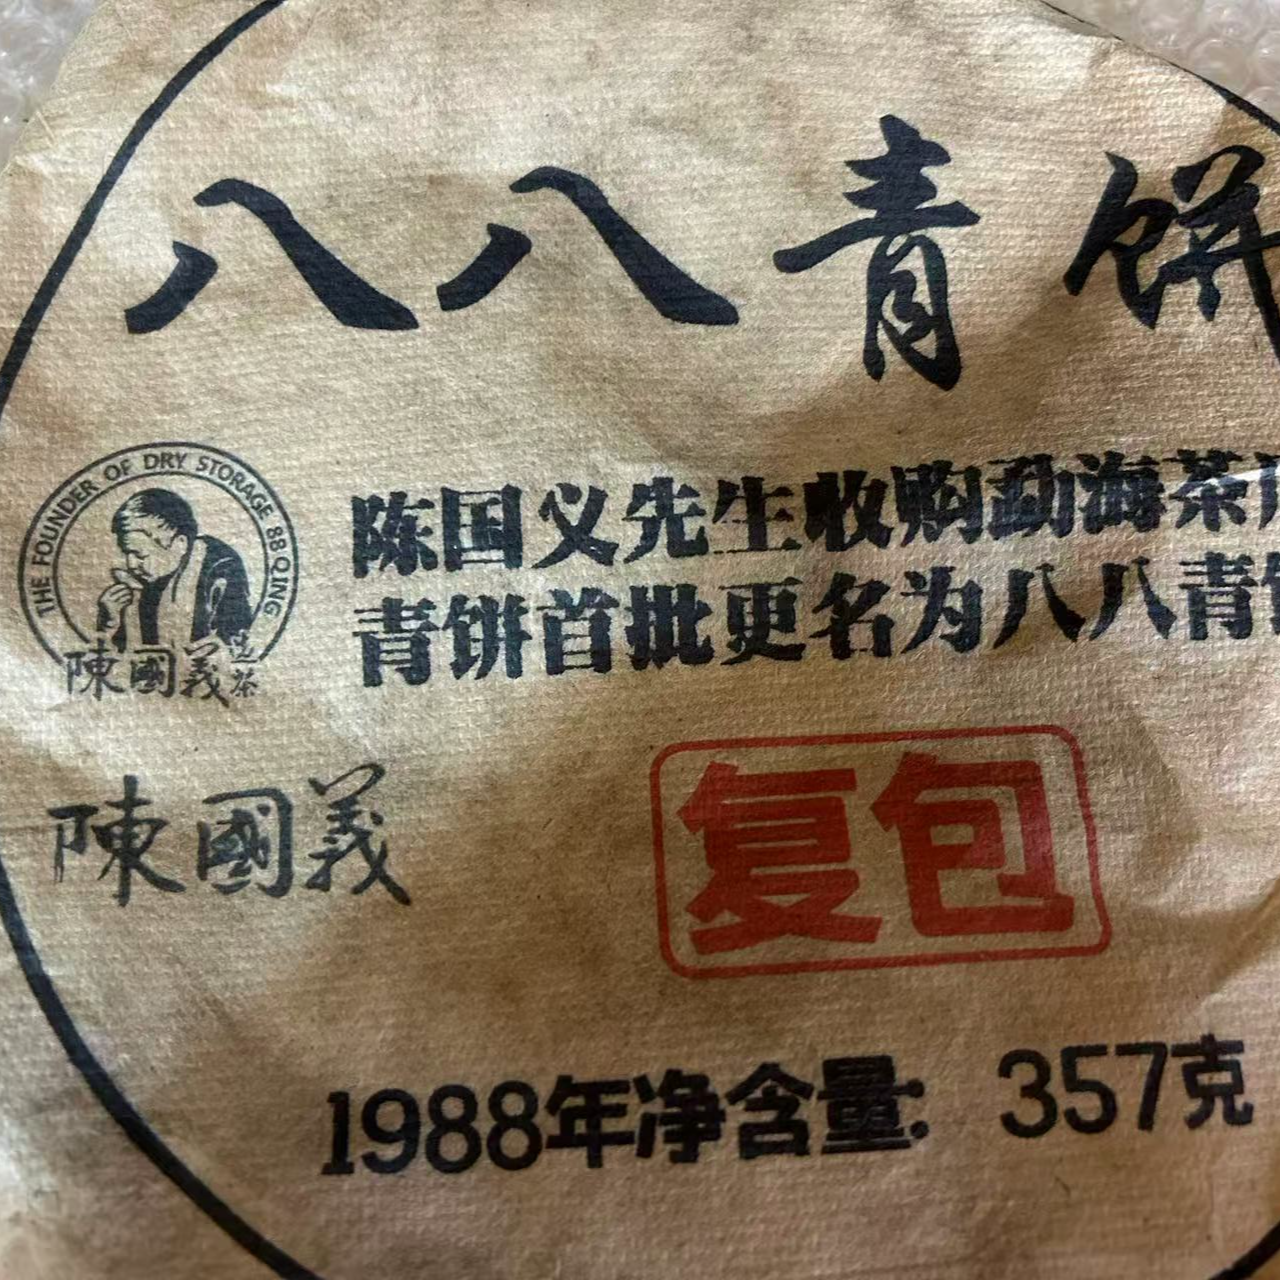 八八青饼
THE FOUNDER OF DRY STORAGE 88 QING
陳國義
茶
陈国义先生收购勐海茶
青饼首批更名为八八青
陳國義
复包
1988年净含量: 357克